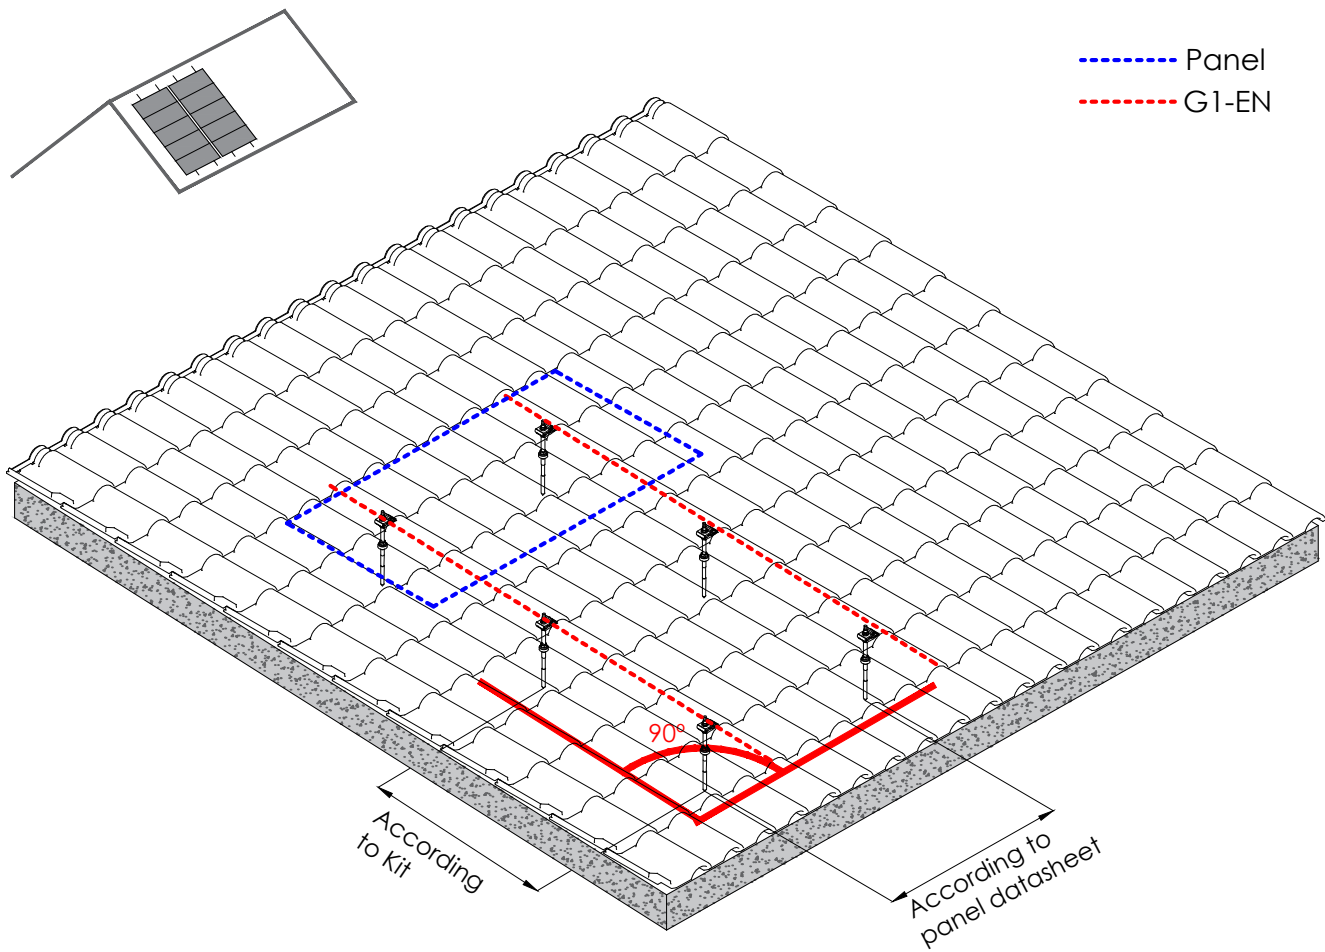 Panel
G1-EN
90°
According
to Kit
According to
panel datasheet